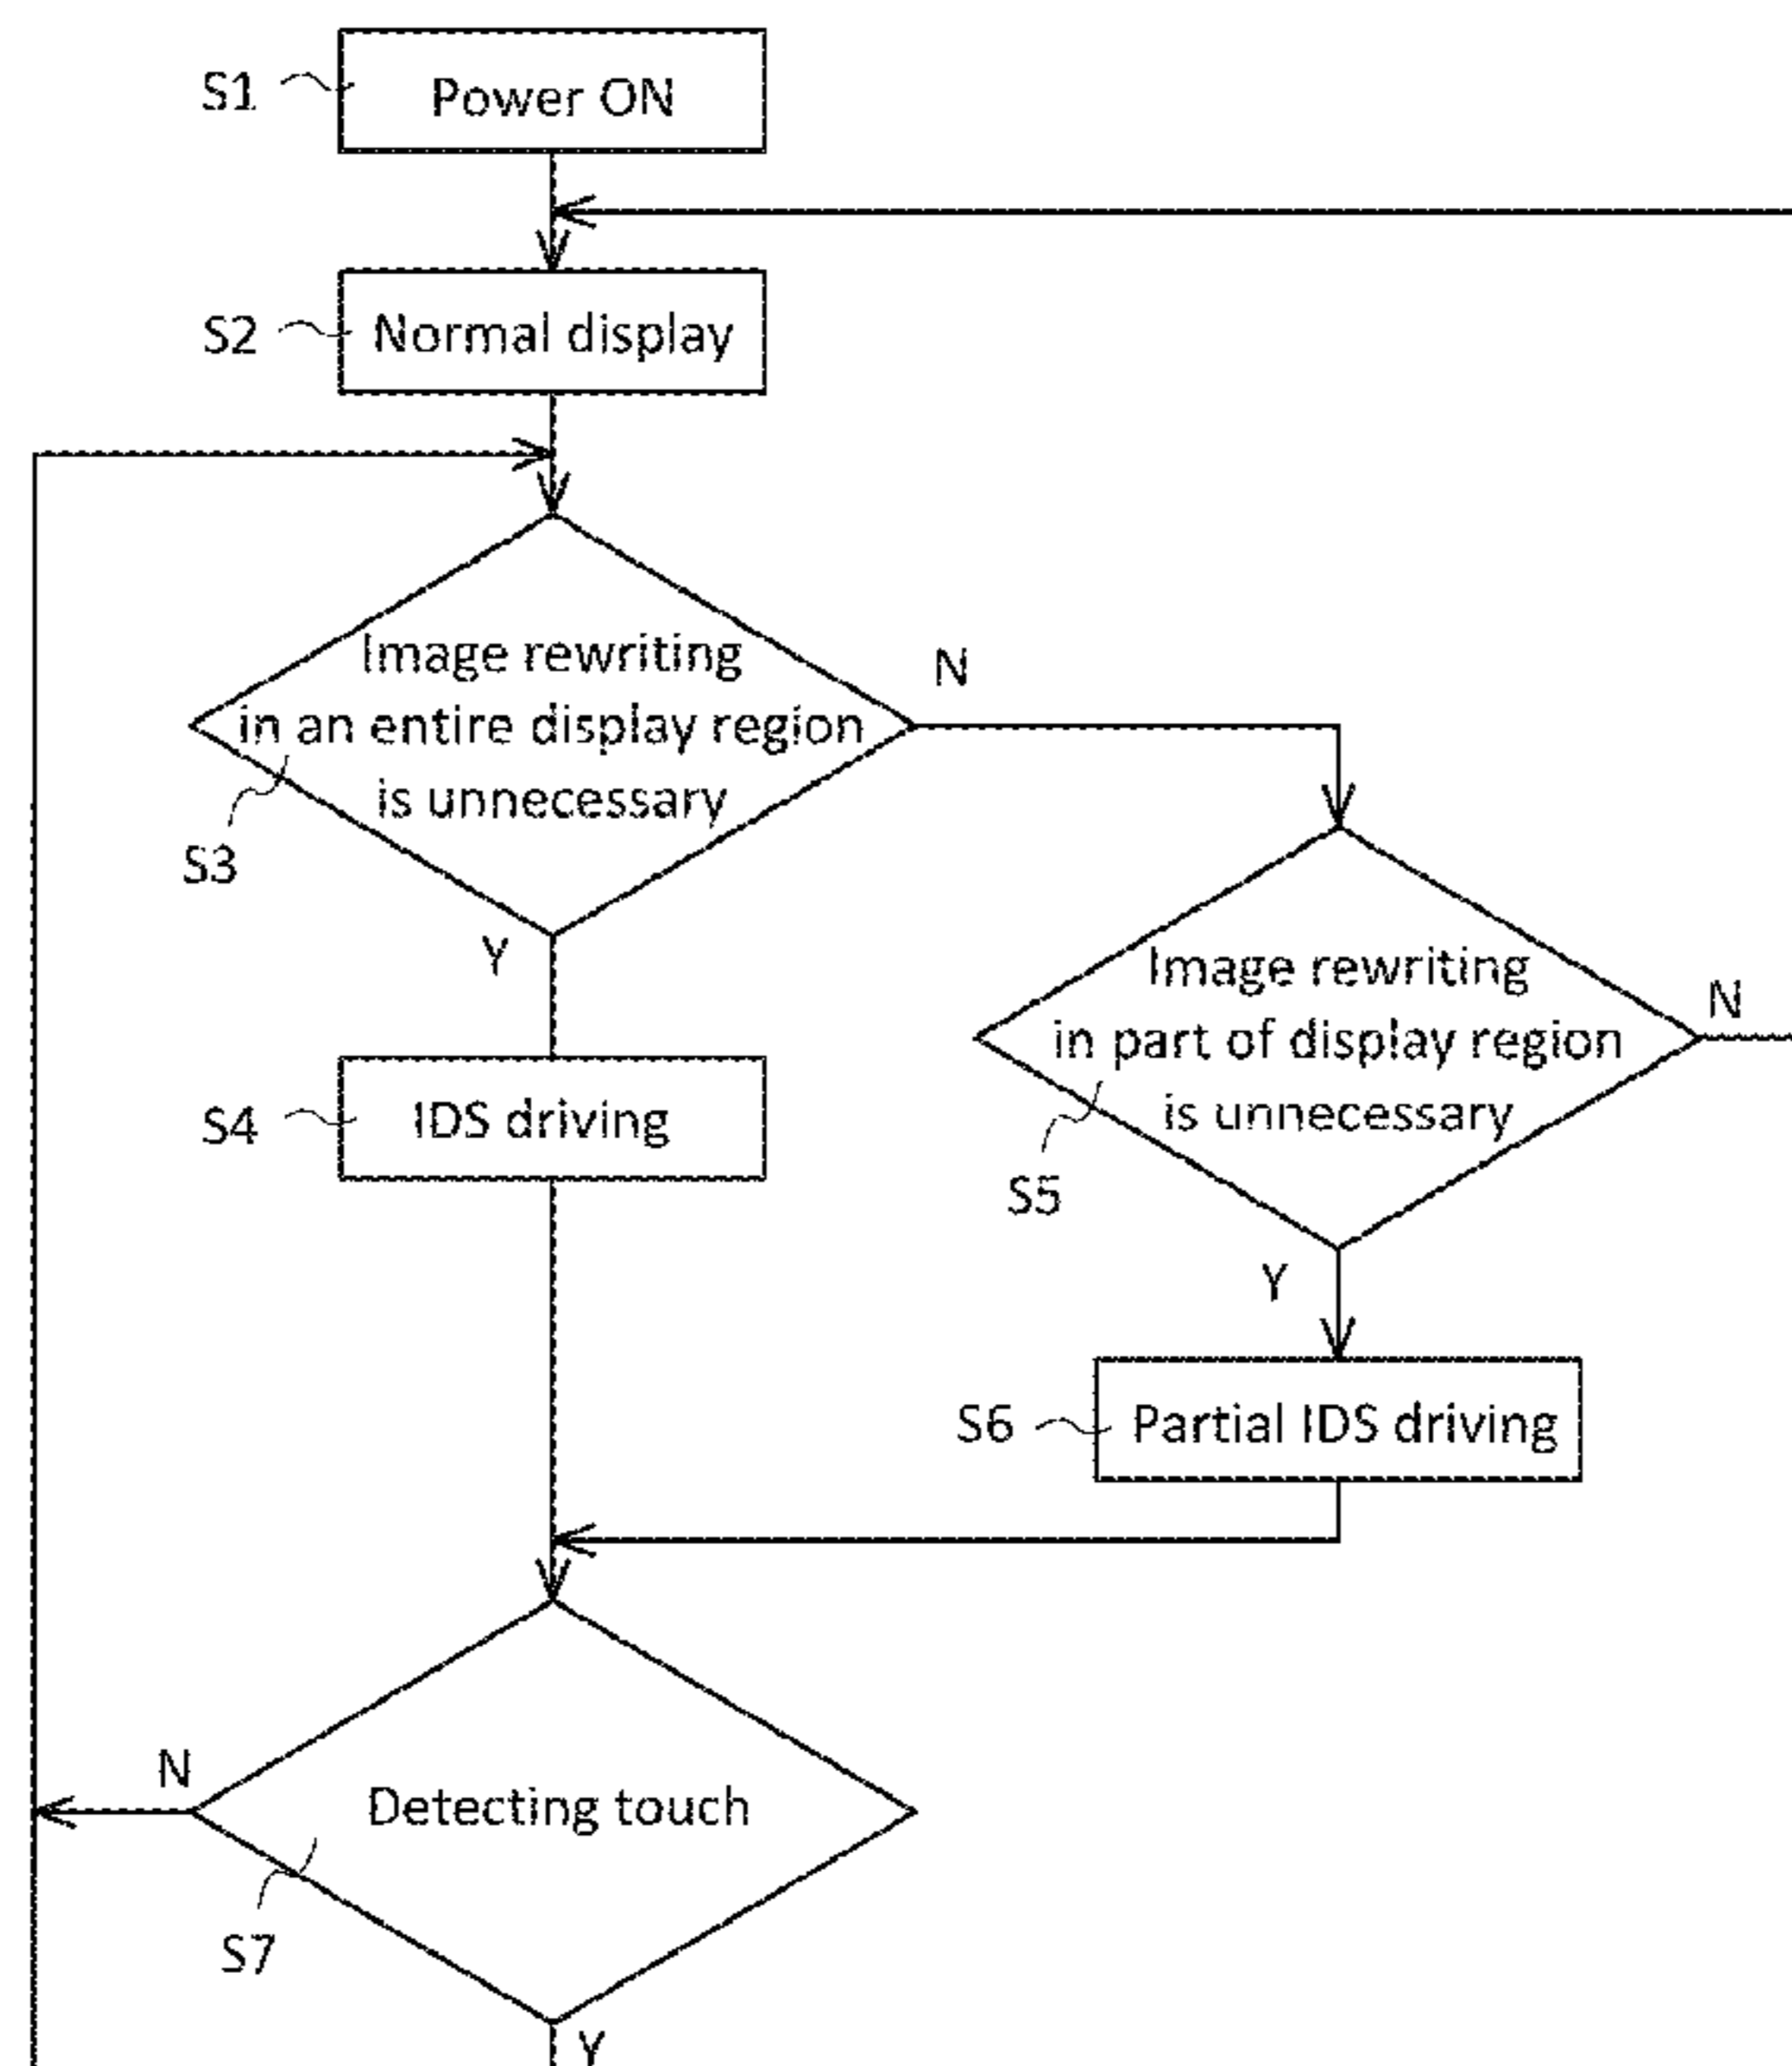 S1
Power ON
S2
Normal display
Image rewriting
in an entire display region
is unnecessary
N
S3
Y
Image rewriting
in part of display region
is unnecessary
N
S4
IDS driving
S5
Y
S6
Partial IDS driving
N
Detecting touch
S7
Y